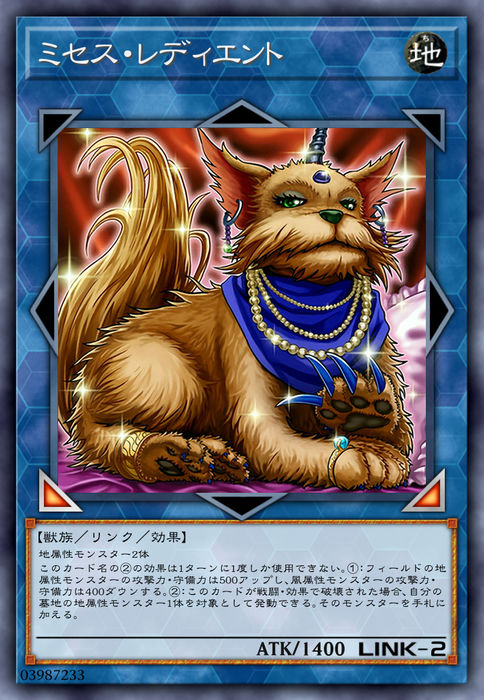 ミセス・レディエント
ち
地
【獣族／リンク／効果】
地属性モンスター2体
このカード名の②の効果は1ターンに1度しか使用できない。①：フィールドの地
属性モンスターの攻撃力・守備力は500アップし、風属性モンスターの攻撃力・
守備力は400ダウンする。②：このカードが戦闘・効果で破壊された場合、自分の
墓地の地属性モンスター1体を対象として発動できる。そのモンスターを手札に
加える。
ATK/1400 LINK-2
03987233